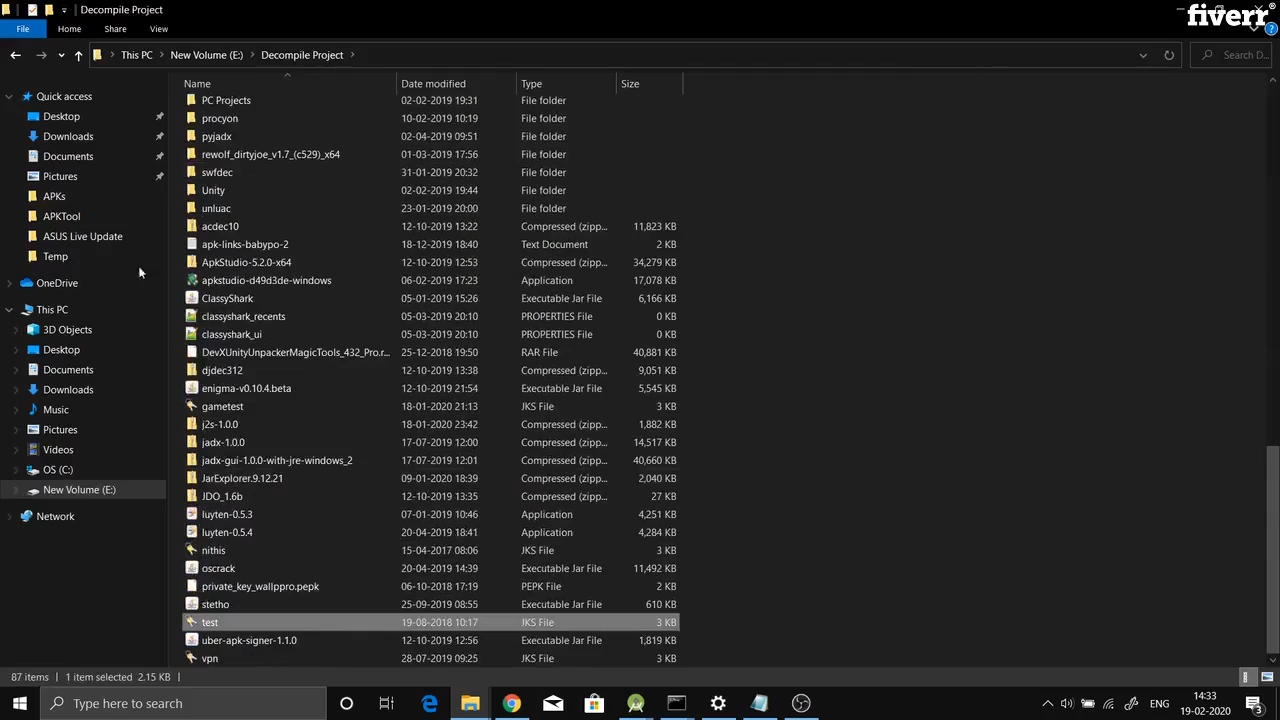 Decompile Project
fiverr®
File Home Share View
This PC New Volume (E:) Decompile Project Search D...
Name Date modified Type Size
Quick access
Desktop
Downloads
Documents
Pictures
APKs
APKTool
ASUS Live Update
Temp
OneDrive
This PC
3D Objects
Desktop
Documents
Downloads
Music
Pictures
Videos
OS (C:)
New Volume (E:)
Network
PC Projects 02-02-2019 19:31 File folder
procyon 10-02-2019 10:19 File folder
pyjadx 02-04-2019 09:51 File folder
rewolf_dirtyjoe_v1.7_(c529)_x64 01-03-2019 17:56 File folder
swfdec 31-01-2019 20:32 File folder
Unity 02-02-2019 19:44 File folder
unluac 23-01-2019 20:00 File folder
acdec10 12-10-2019 13:22 Compressed (zipp... 11,823 KB
apk-links-babypo-2 18-12-2019 18:40 Text Document 2 KB
ApkStudio-5.2.0-x64 12-10-2019 12:53 Compressed (zipp... 34,279 KB
apkstudio-d49d3de-windows 06-02-2019 17:23 Application 17,078 KB
ClassyShark 05-01-2019 15:26 Executable Jar File 6,166 KB
classyshark_recents 05-03-2019 20:10 PROPERTIES File 0 KB
classyshark_ui 05-03-2019 20:10 PROPERTIES File 0 KB
DevXUnityUnpackerMagicTools_432_Pro.r... 25-12-2018 19:50 RAR File 40,881 KB
djdec312 12-10-2019 13:38 Compressed (zipp... 9,051 KB
enigma-v0.10.4.beta 12-10-2019 21:54 Executable Jar File 5,545 KB
gametest 18-01-2020 21:13 JKS File 3 KB
j2s-1.0.0 18-01-2020 23:42 Compressed (zipp... 1,882 KB
jadx-1.0.0 17-07-2019 12:00 Compressed (zipp... 14,517 KB
jadx-gui-1.0.0-with-jre-windows_2 17-07-2019 12:01 Compressed (zipp... 40,660 KB
JarExplorer.9.12.21 09-01-2020 18:39 Compressed (zipp... 2,040 KB
JDO_1.6b 12-10-2019 13:35 Compressed (zipp... 27 KB
luyten-0.5.3 07-01-2019 10:46 Application 4,251 KB
luyten-0.5.4 20-04-2019 18:41 Application 4,284 KB
nithis 15-04-2017 08:06 JKS File 3 KB
oscrack 20-04-2019 14:39 Executable Jar File 11,492 KB
private_key_wallppro.pepk 06-10-2018 17:19 PEPK File 2 KB
stetho 25-09-2019 08:55 Executable Jar File 610 KB
test 19-08-2018 10:17 JKS File 3 KB
uber-apk-signer-1.1.0 12-10-2019 12:56 Executable Jar File 1,819 KB
vpn 28-07-2019 09:25 JKS File 3 KB
87 items 1 item selected 2.15 KB
Type here to search
14:33
19-02-2020
3